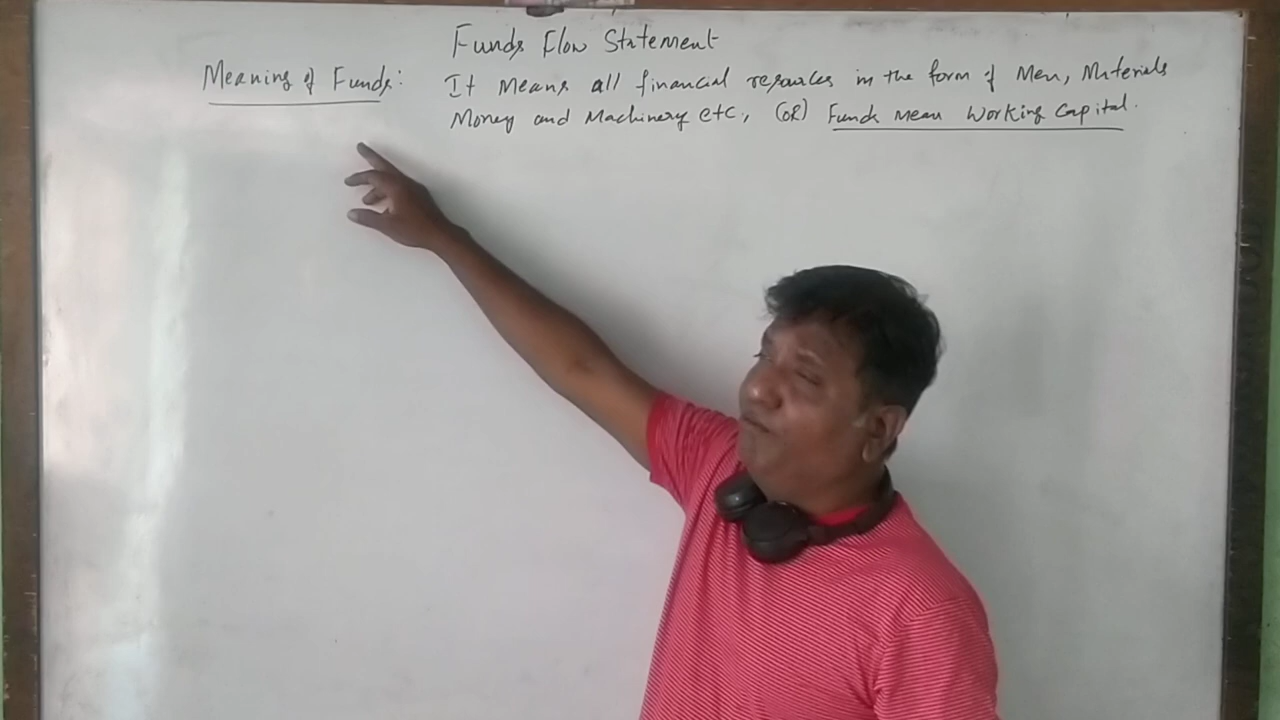 Funds Flow Statement
Meaning of Funds: It Means all financial resources in the form of Men, Materials
Money and Machinery etc, (OR) Funds mean Working Capital.